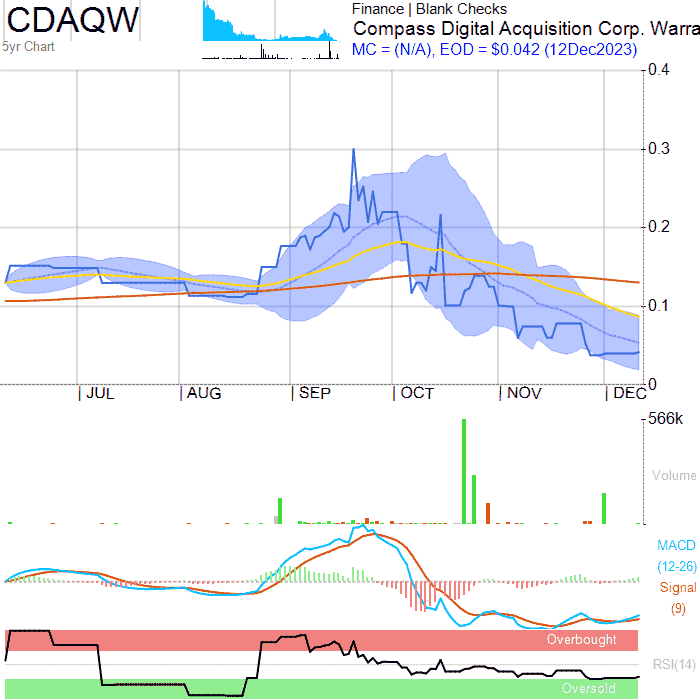 CDAQW
5yr Chart
Finance | Blank Checks
Compass Digital Acquisition Corp. Warra
MC = (N/A), EOD = $0.042 (12Dec2023)
0.4
0.3
0.2
0.1
0
| JUL | AUG | SEP | OCT | NOV | DEC
566k
Volume
MACD
(12-26)
Signal
(9)
Overbought
RSI(14)
Oversold